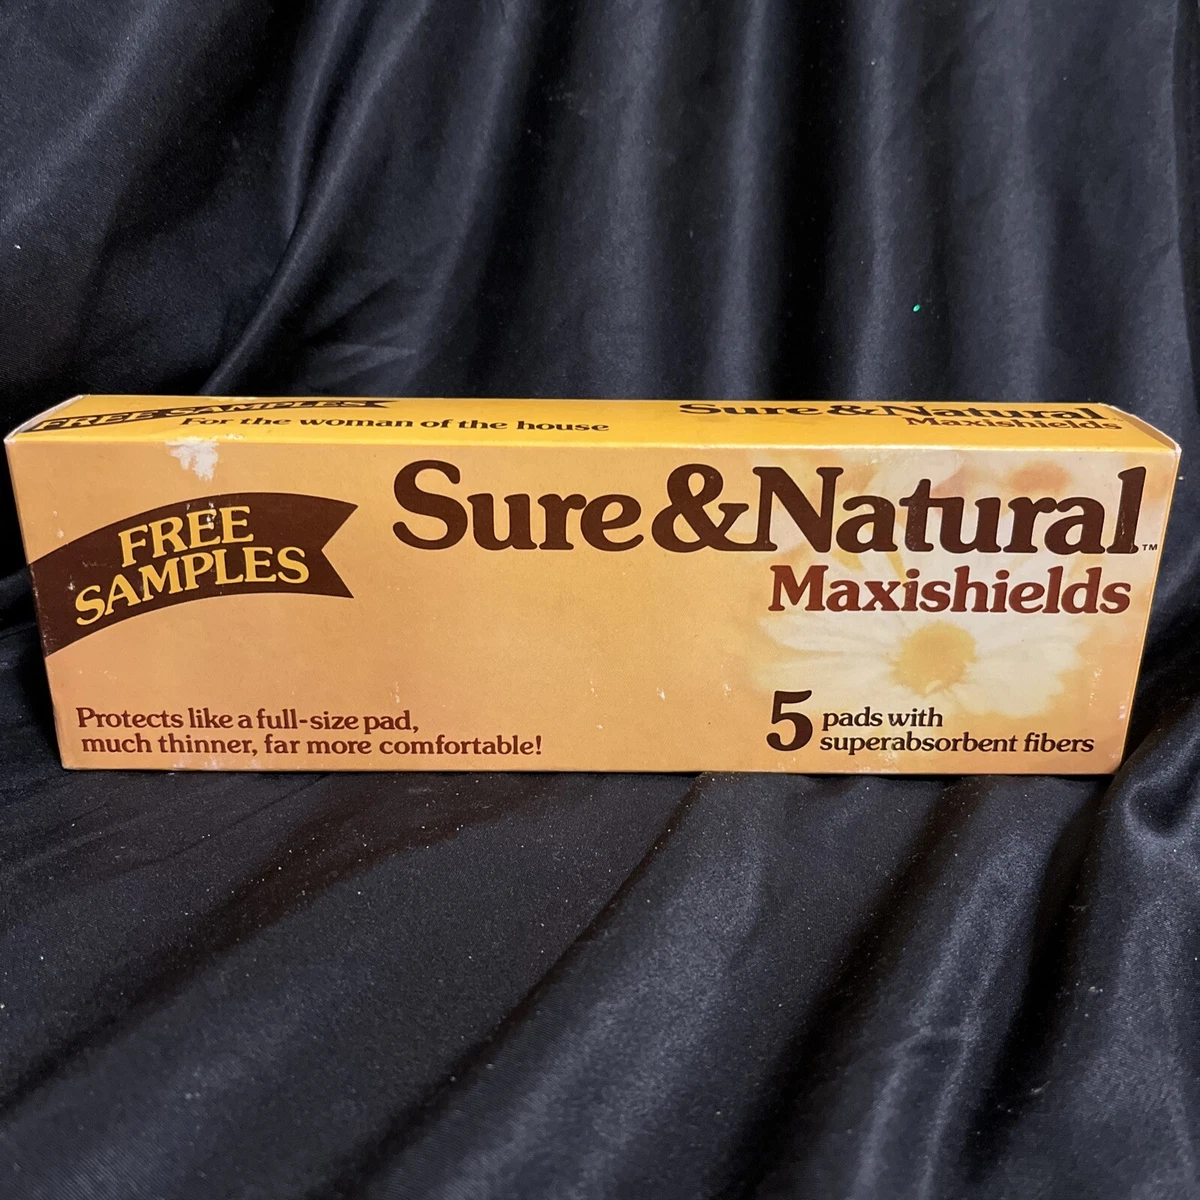 FREE SAMPLES
For the woman of the house
Sure & Natural
Maxishields
FREE
SAMPLES
Sure & Natural™
Maxishields
Protects like a full-size pad,
much thinner, far more comfortable!
5 pads with
superabsorbent fibers